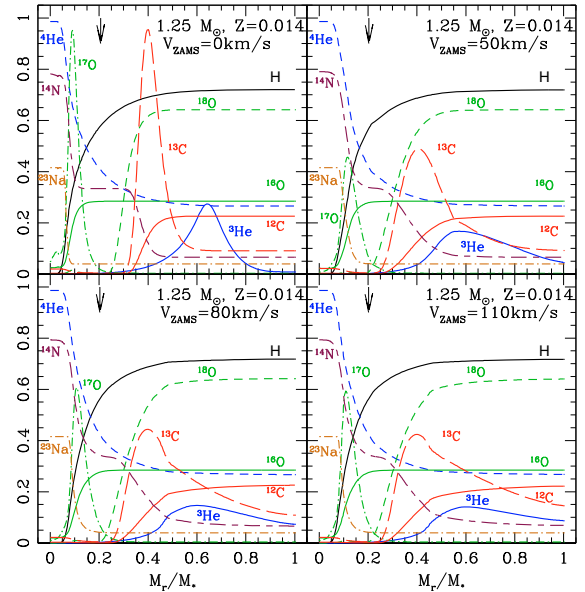 1.25 M☉, Z=0.014
V_ZAMS=0km/s
⁴He
¹⁷O
¹⁴N
H
¹⁸O
¹³C
²³Na
¹⁶O
¹²C
³He
0
0.2
0.4
0.6
0.8
1
1.25 M☉, Z=0.014
V_ZAMS=50km/s
⁴He
¹⁴N
H
¹⁸O
¹³C
²³Na
¹⁷O
¹⁶O
¹²C
³He
1.25 M☉, Z=0.014
V_ZAMS=80km/s
⁴He
¹⁴N
¹⁷O
H
¹⁸O
¹³C
²³Na
¹⁶O
¹²C
³He
0
0.2
0.4
0.6
0.8
1
0 0.2 0.4 0.6 0.8 1
M_r/M⋆
1.25 M☉, Z=0.014
V_ZAMS=110km/s
⁴He
¹⁴N
¹⁷O
H
¹⁸O
¹³C
²³Na
¹⁶O
¹²C
³He
0 0.2 0.4 0.6 0.8 1
M_r/M⋆